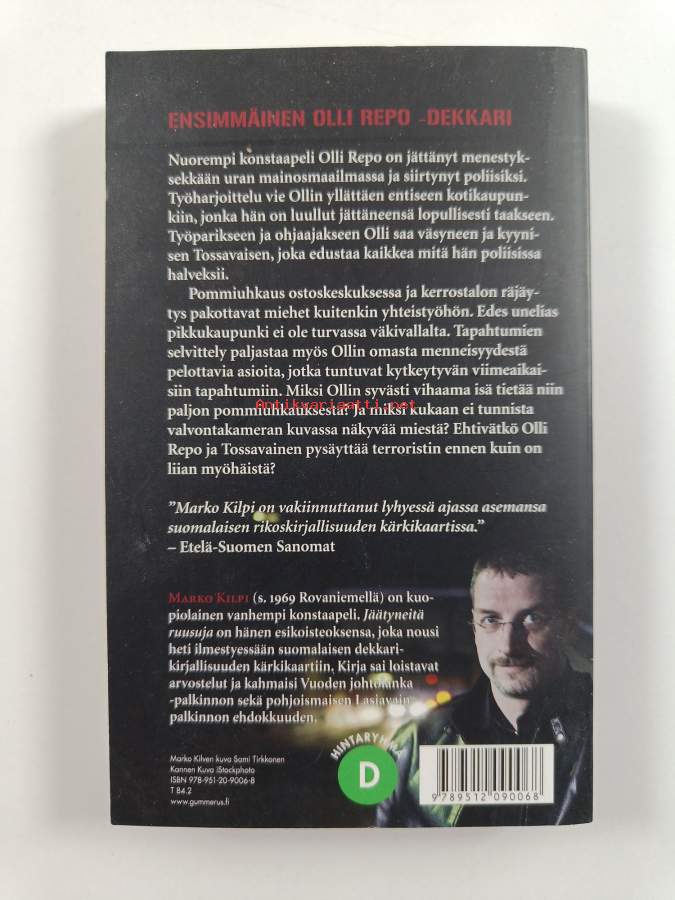 ENSIMMÄINEN OLLI REPO -DEKKARI
Nuorempi konstaapeli Olli Repo on jättänyt menestyk-
sekkään uran mainosmaailmassa ja siirtynyt poliisiksi.
Työharjoittelu vie Ollin yllättäen entiseen kotikaupun-
kiin, jonka hän on luullut jättäneensä lopullisesti taakseen.
Työparikseen ja ohjaajakseen Olli saa väsyneen ja kyyni-
sen Tossavaisen, joka edustaa kaikkea mitä hän poliisissa
halveksii.
Pommiuhkaus ostoskeskuksessa ja kerrostalon räjäy-
tys pakottavat miehet kuitenkin yhteistyöhön. Edes unelias
pikkukaupunki ei ole turvassa väkivallalta. Tapahtumien
selvittely paljastaa myös Ollin omasta menneisyydestä
pelottavia asioita, jotka tuntuvat kytkeytyvän viimeaikai-
siin tapahtumiin. Miksi Ollin syvästi vihaama isä tietää niin
Antikvariaatti.net
paljon pommiuhkauksesta? Ja miksi kukaan ei tunnista
valvontakameran kuvassa näkyvää miestä? Ehtivätkö Olli
Repo ja Tossavainen pysäyttää terroristin ennen kuin on
liian myöhäistä?
"Marko Kilpi on vakiinnuttanut lyhyessä ajassa asemansa
suomalaisen rikoskirjallisuuden kärkikaartissa."
– Etelä-Suomen Sanomat
MARKO KILPI (s. 1969 Rovaniemellä) on kuo-
piolainen vanhempi konstaapeli. Jäätyneitä
ruusuja on hänen esikoisteoksensa, joka nousi
heti ilmestyessään suomalaisen dekkari-
kirjallisuuden kärkikaartiin. Kirja sai loistavat
arvostelut ja kahmaisi Vuoden johtolanka
-palkinnon sekä pohjoismaisen Lasiavain
palkinnon ehdokkuuden.
Marko Kilven kuva Sami Tirkkonen
Kannen Kuva iStockphoto
ISBN 978-951-20-9006-8
T 84.2
www.gummerus.fi
HINTARYHMÄ
D
9 789512 090068